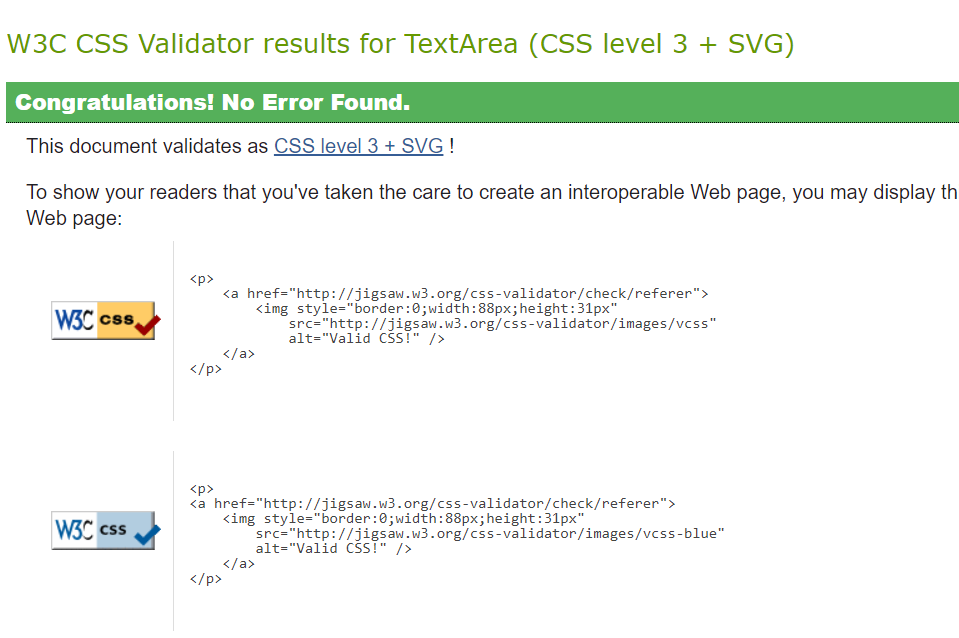 W3C CSS Validator results for TextArea (CSS level 3 + SVG)
Congratulations! No Error Found.
This document validates as CSS level 3 + SVG !
To show your readers that you've taken the care to create an interoperable Web page, you may display th
Web page:
W3C css
<p>
<a href="http://jigsaw.w3.org/css-validator/check/referer">
<img style="border:0;width:88px;height:31px"
src="http://jigsaw.w3.org/css-validator/images/vcss"
alt="Valid CSS!" />
</a>
</p>
W3C css
<p>
<a href="http://jigsaw.w3.org/css-validator/check/referer">
<img style="border:0;width:88px;height:31px"
src="http://jigsaw.w3.org/css-validator/images/vcss-blue"
alt="Valid CSS!" />
</a>
</p>